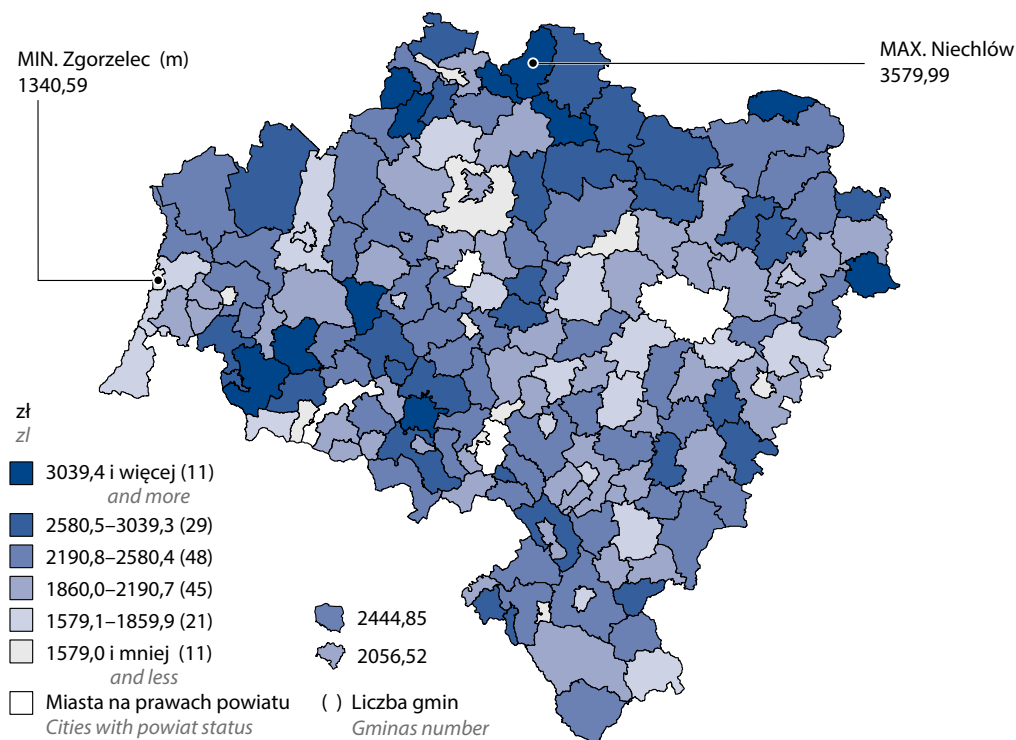 MIN. Zgorzelec (m)
1340,59
MAX. Niechlów
3579,99
zł
zl
3039,4 i więcej (11)
and more
2580,5–3039,3 (29)
2190,8–2580,4 (48)
1860,0–2190,7 (45)
1579,1–1859,9 (21)
1579,0 i mniej (11)
and less
Miasta na prawach powiatu
Cities with powiat status
2444,85
2056,52
( ) Liczba gmin
Gminas number